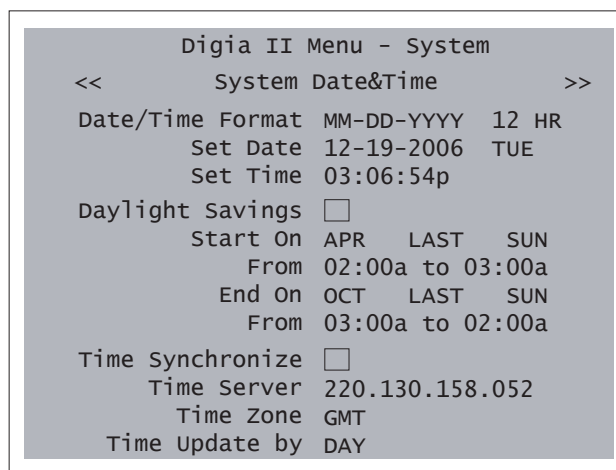 Digia II Menu - System
<< System Date&Time >>
Date/Time Format MM-DD-YYYY 12 HR
Set Date 12-19-2006 TUE
Set Time 03:06:54p
Daylight Savings
Start On APR LAST SUN
From 02:00a to 03:00a
End On OCT LAST SUN
From 03:00a to 02:00a
Time Synchronize
Time Server 220.130.158.052
Time Zone GMT
Time Update by DAY